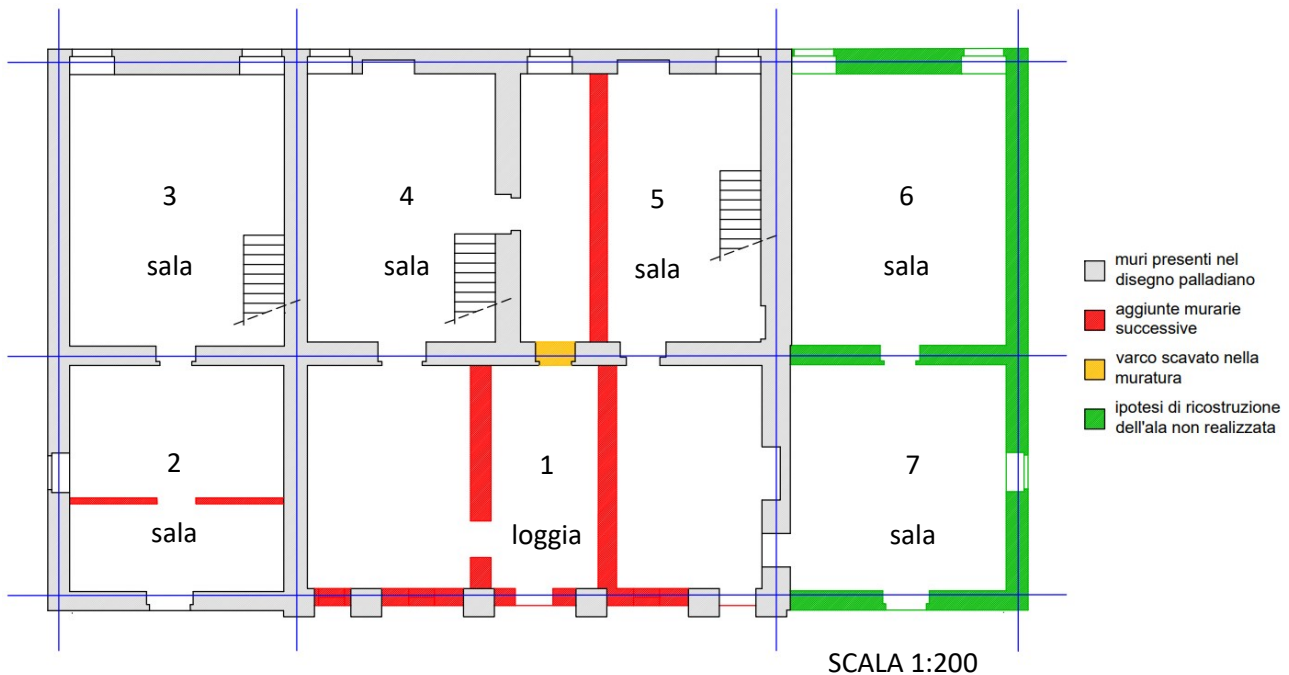 3
sala
4
sala
5
sala
6
sala
2
sala
1
loggia
7
sala
muri presenti nel
disegno palladiano
aggiunte murarie
successive
varco scavato nella
muratura
ipotesi di ricostruzione
dell'ala non realizzata
SCALA 1:200